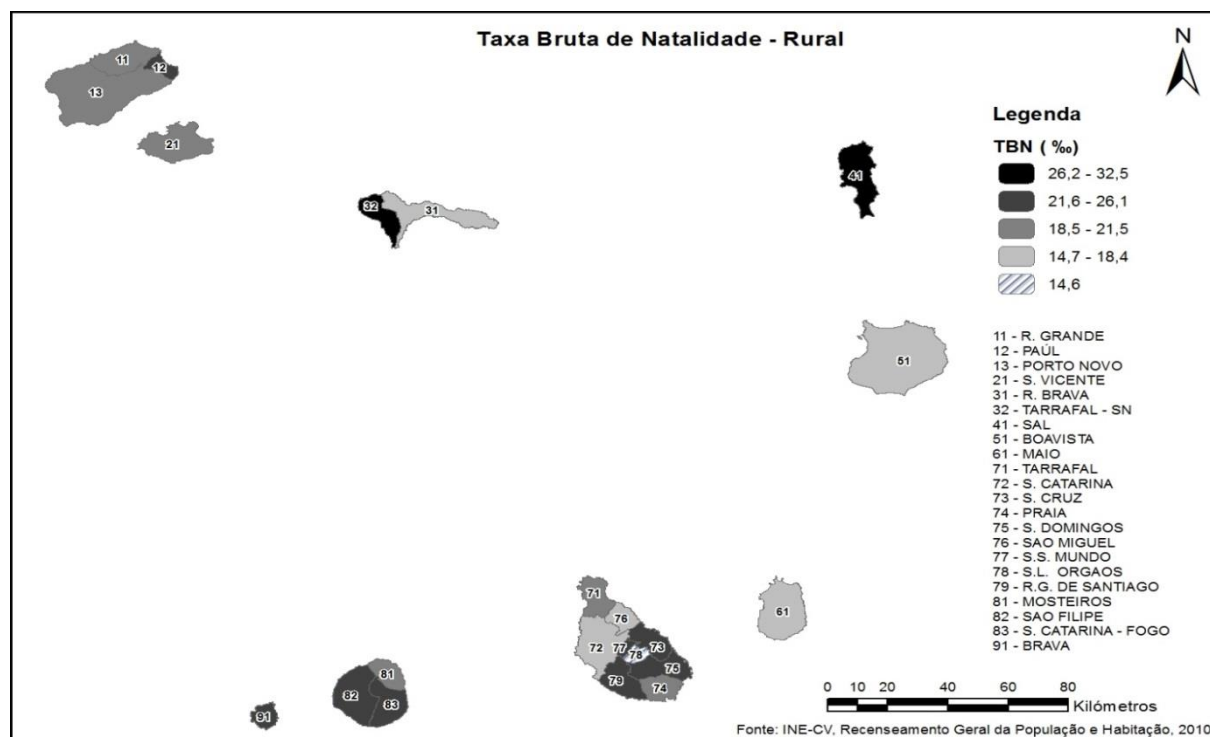 Taxa Bruta de Natalidade - Rural
N
11
12
13
21
32
31
41
51
61
71
76
72
77
73
78
75
79
74
81
82
83
91
Legenda
TBN ( ‰)
26,2 - 32,5
21,6 - 26,1
18,5 - 21,5
14,7 - 18,4
14,6
11 - R. GRANDE
12 - PAÚL
13 - PORTO NOVO
21 - S. VICENTE
31 - R. BRAVA
32 - TARRAFAL - SN
41 - SAL
51 - BOAVISTA
61 - MAIO
71 - TARRAFAL
72 - S. CATARINA
73 - S. CRUZ
74 - PRAIA
75 - S. DOMINGOS
76 - SAO MIGUEL
77 - S.S. MUNDO
78 - S.L. ORGAOS
79 - R.G. DE SANTIAGO
81 - MOSTEIROS
82 - SAO FILIPE
83 - S. CATARINA - FOGO
91 - BRAVA
0 10 20 40 60 80
Kilómetros
Fonte: INE-CV, Recenseamento Geral da População e Habitação, 2010